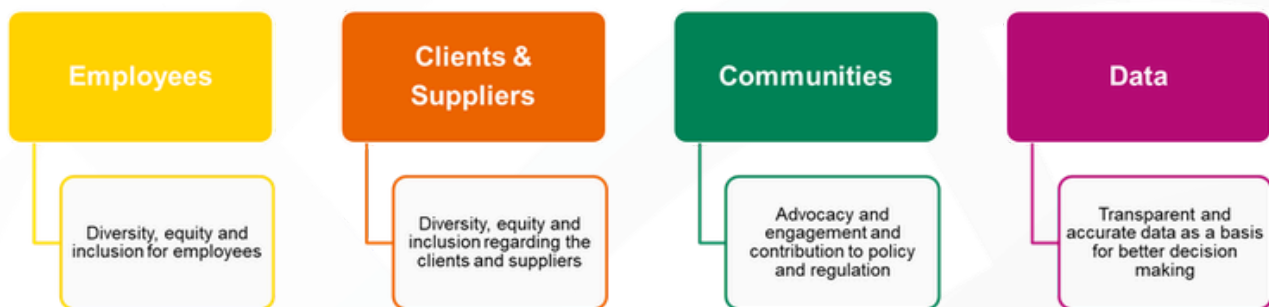 Employees
Diversity, equity and
inclusion for employees
Clients &
Suppliers
Diversity, equity and
inclusion regarding the
clients and suppliers
Communities
Advocacy and
engagement and
contribution to policy
and regulation
Data
Transparent and
accurate data as a basis
for better decision
making